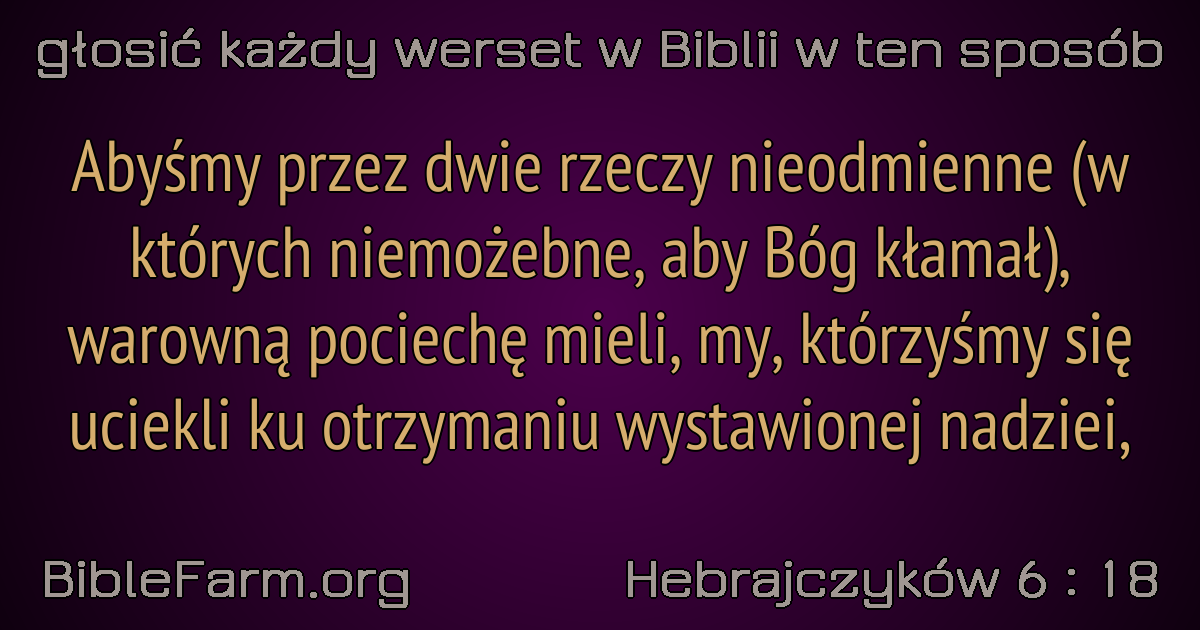 głosić każdy werset w Biblii w ten sposób
Abyśmy przez dwie rzeczy nieodmienne (w
których niemożebne, aby Bóg kłamał),
warowną pociechę mieli, my, którzyśmy się
uciekli ku otrzymaniu wystawionej nadziei,
BibleFarm.org
Hebrajczyków 6 : 18